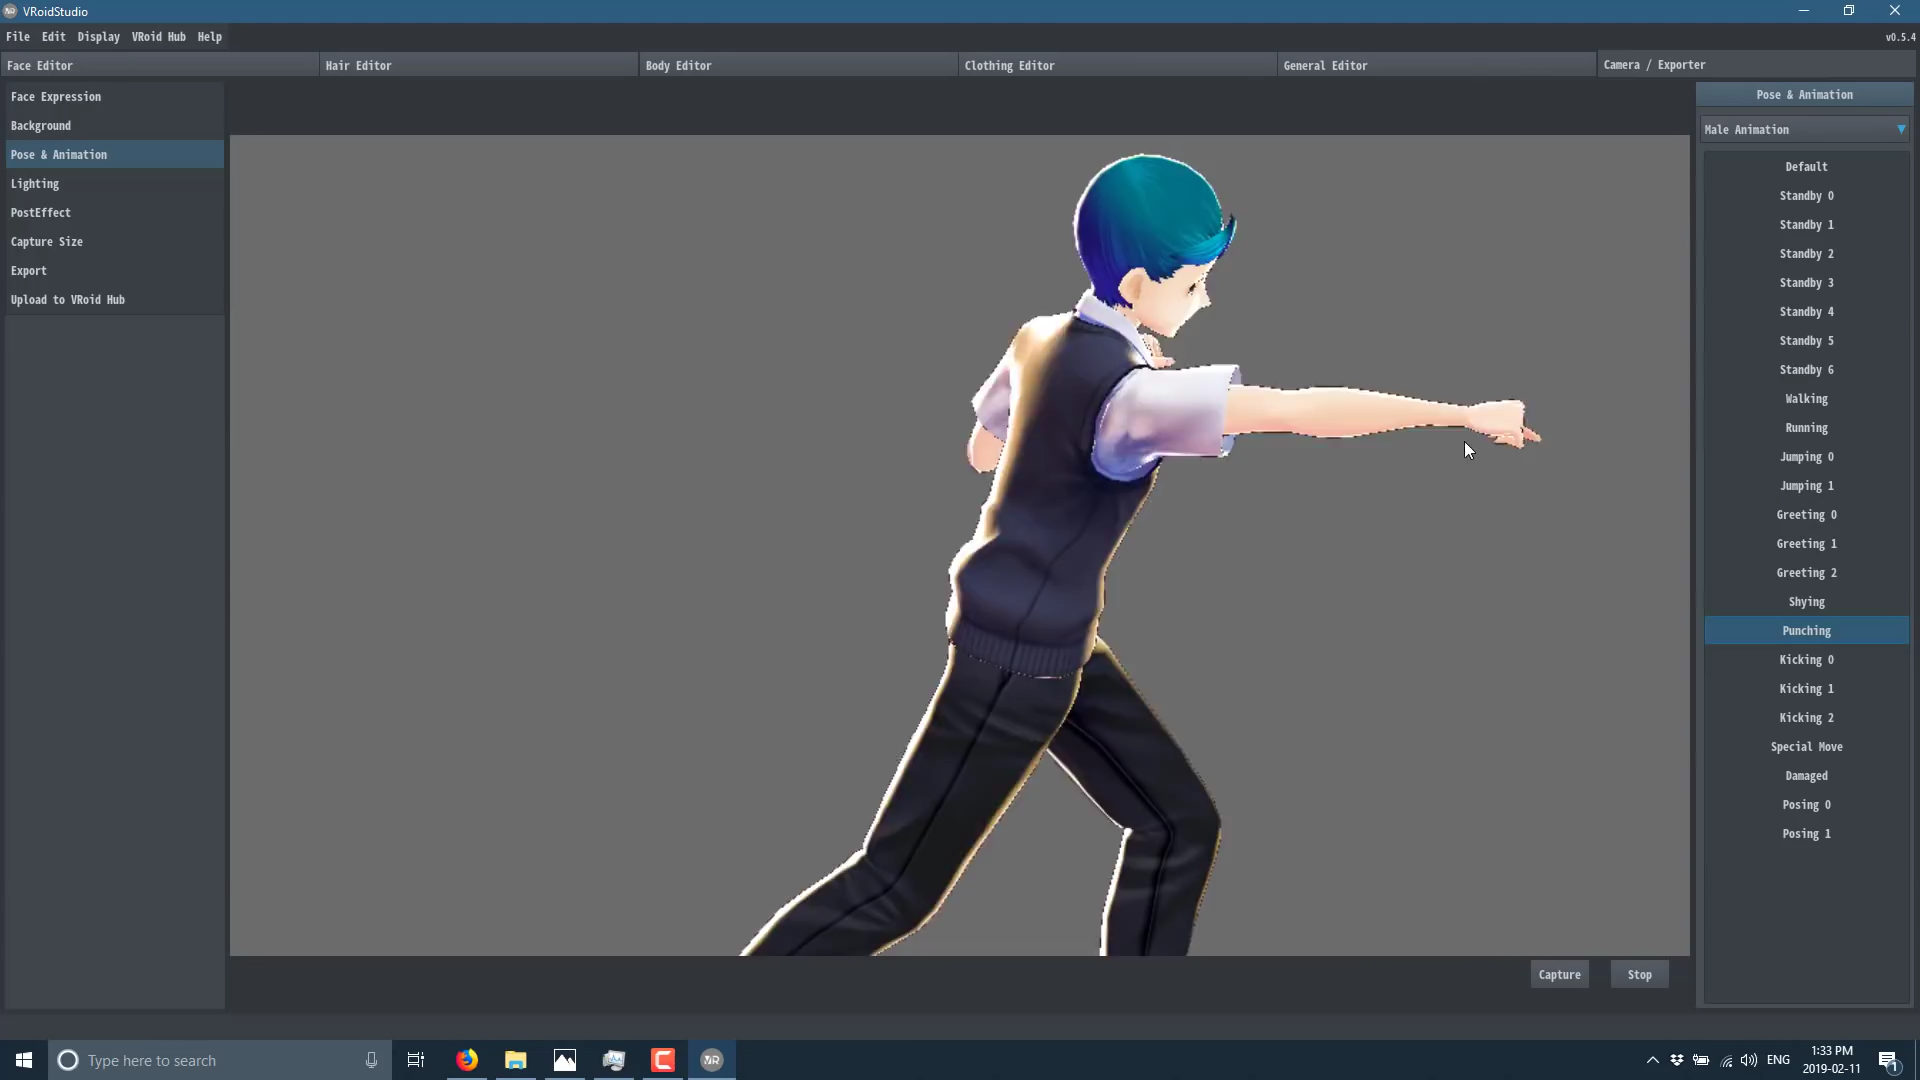 VRoidStudio
File Edit Display VRoid Hub Help
v0.5.4
Face Editor
Hair Editor
Body Editor
Clothing Editor
General Editor
Camera / Exporter
Face Expression
Background
Pose & Animation
Lighting
PostEffect
Capture Size
Export
Upload to VRoid Hub
Pose & Animation
Male Animation
Default
Standby 0
Standby 1
Standby 2
Standby 3
Standby 4
Standby 5
Standby 6
Walking
Running
Jumping 0
Jumping 1
Greeting 0
Greeting 1
Greeting 2
Shying
Punching
Kicking 0
Kicking 1
Kicking 2
Special Move
Damaged
Posing 0
Posing 1
Capture
Stop
Type here to search
ENG
1:33 PM
2019-02-11
1